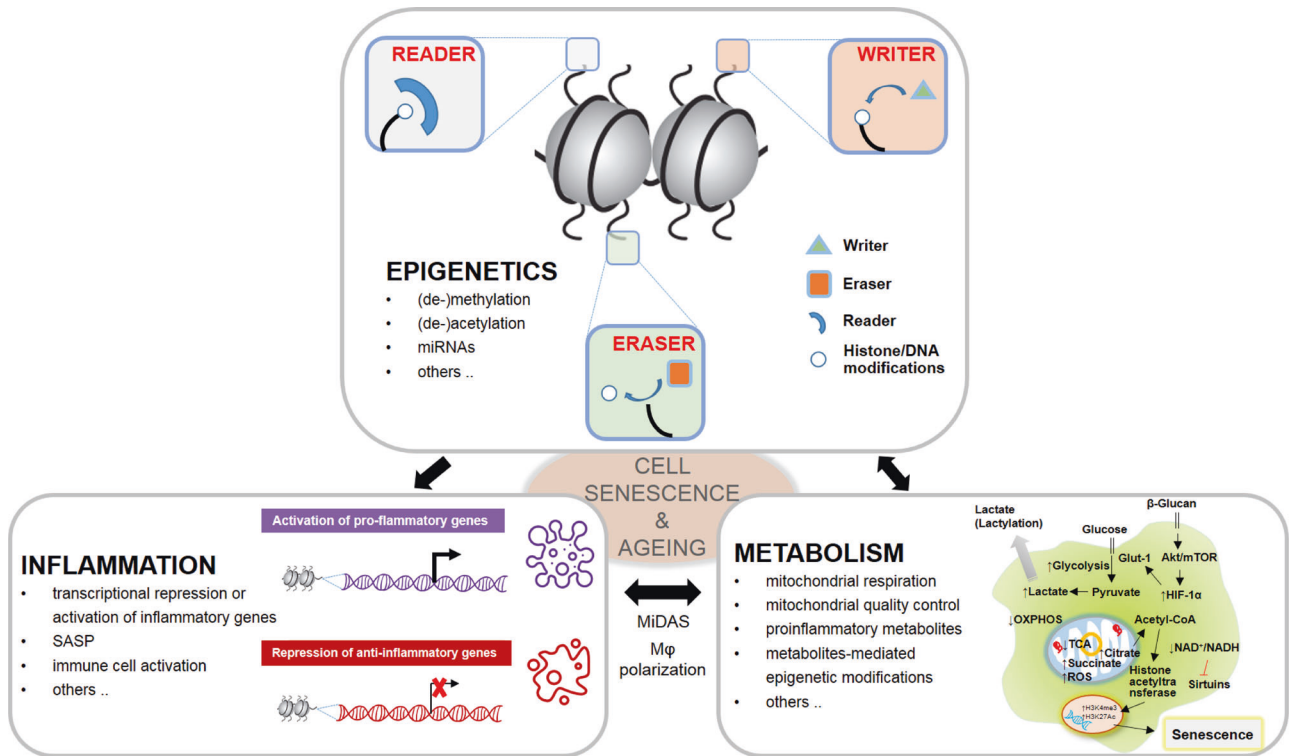 READER
WRITER
EPIGENETICS
• (de-)methylation
• (de-)acetylation
• miRNAs
• others ..
Writer
Eraser
Reader
Histone/DNA
modifications
ERASER
CELL
SENESCENCE
&
AGEING
INFLAMMATION
• transcriptional repression or
activation of inflammatory genes
• SASP
• immune cell activation
• others ..
Activation of pro-flammatory genes
Repression of anti-inflammatory genes
MiDAS
Mφ
polarization
METABOLISM
• mitochondrial respiration
• mitochondrial quality control
• proinflammatory metabolites
• metabolites-mediated
epigenetic modifications
• others ..
Lactate
(Lactylation)
Glucose
β-Glucan
↑Glycolysis
Glut-1
Akt/mTOR
↑Lactate
Pyruvate
↑HIF-1α
↓OXPHOS
Acetyl-CoA
↓TCA
↑Citrate
↓NAD⁺/NADH
↑Succinate
↑ROS
Histone
acetyltra
nsferase
Sirtuins
↑H3K4me3
↑H3K27Ac
Senescence